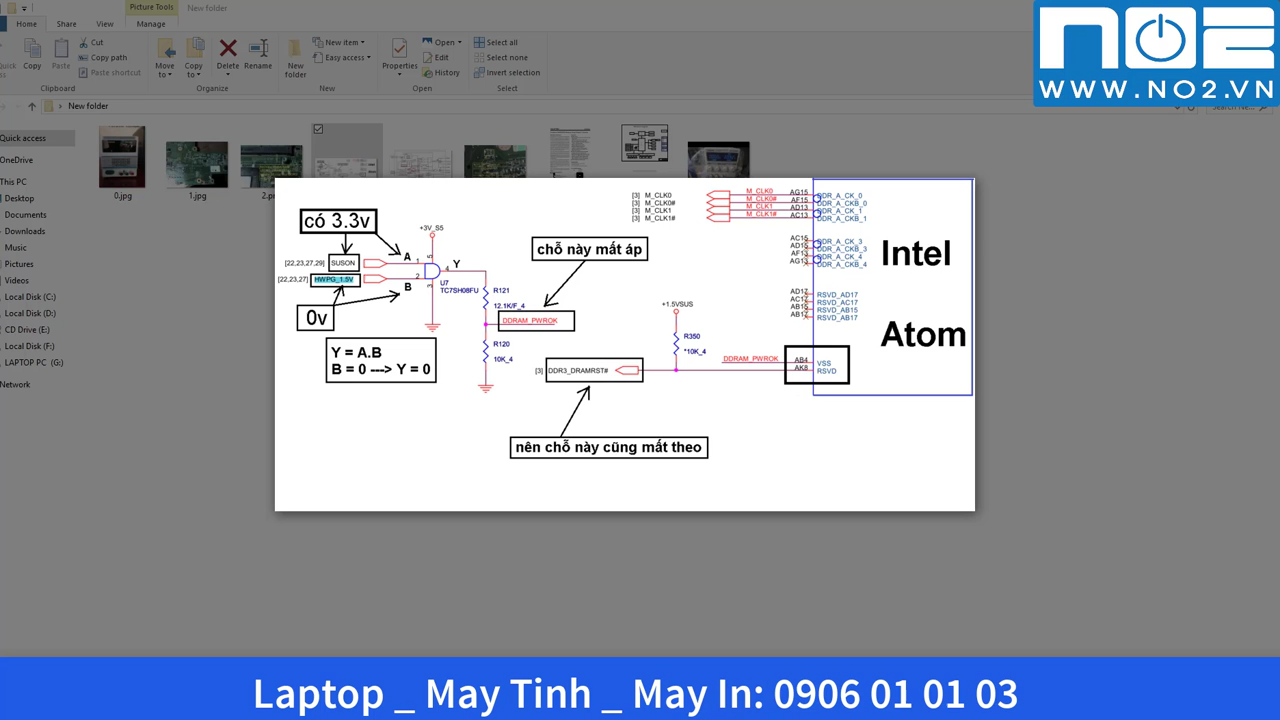 Picture Tools
New folder
Home
Share
View
Manage
Copy
Paste
Cut
Copy path
Paste shortcut
Clipboard
Move to
Copy to
Delete
Rename
Organize
New folder
New item
Easy access
New
Properties
Open
Edit
History
Open
Select all
Select none
Invert selection
Select
NO2
WWW.NO2.VN
New folder
Quick access
OneDrive
This PC
Desktop
Documents
Downloads
Music
Pictures
Videos
Local Disk (C:)
Local Disk (D:)
CD Drive (E:)
Local Disk (F:)
LAPTOP PC (G:)
Network
0.jpg
1.jpg
có 3.3v
[22,23,27,29] SUSON
[22,23,27] HWPG_1.5V
0v
A
B
1
2
5
3
4
Y
+3V_S5
U7
TC7SH08FU
Y = A.B
B = 0 ---> Y = 0
R121
12.1K/F_4
R120
10K_4
chỗ này mất áp
DDRAM_PWROK
[3] DDR3_DRAMRST#
nên chỗ này cũng mất theo
+1.5VSUS
R350
*10K_4
DDRAM_PWROK
[3] M_CLK0
[3] M_CLK0#
[3] M_CLK1
[3] M_CLK1#
M_CLK0
M_CLK0#
M_CLK1
M_CLK1#
AG15
AF15
AD13
AC13
DDR_A_CK_0
DDR_A_CKB_0
DDR_A_CK_1
DDR_A_CKB_1
AC15
AD15
AF13
AG13
DDR_A_CK_3
DDR_A_CKB_3
DDR_A_CK_4
DDR_A_CKB_4
AD17
AC17
AB15
AB17
RSVD_AD17
RSVD_AC17
RSVD_AB15
RSVD_AB17
AB4
AK8
VSS
RSVD
Intel
Atom
Laptop _ May Tinh _ May In: 0906 01 01 03